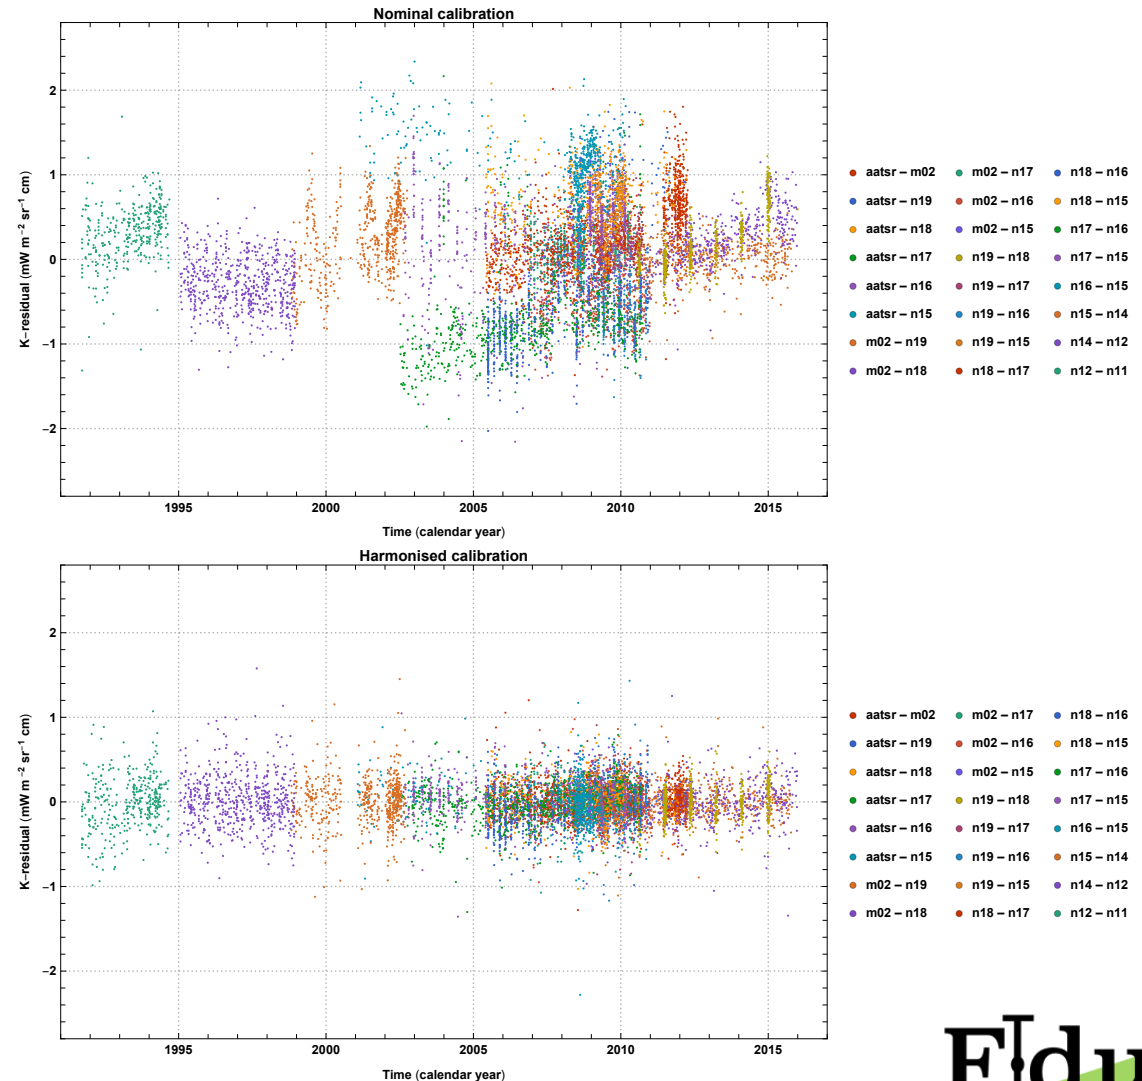 Nominal calibration
K−residual (mW m−2 sr−1 cm)
2
1
0
−1
−2
1995 2000 2005 2010 2015
Time (calendar year)
aatsr − m02 m02 − n17 n18 − n16
aatsr − n19 m02 − n16 n18 − n15
aatsr − n18 m02 − n15 n17 − n16
aatsr − n17 n19 − n18 n17 − n15
aatsr − n16 n19 − n17 n16 − n15
aatsr − n15 n19 − n16 n15 − n14
m02 − n19 n19 − n15 n14 − n12
m02 − n18 n18 − n17 n12 − n11
Harmonised calibration
K−residual (mW m−2 sr−1 cm)
2
1
0
−1
−2
1995 2000 2005 2010 2015
Time (calendar year)
aatsr − m02 m02 − n17 n18 − n16
aatsr − n19 m02 − n16 n18 − n15
aatsr − n18 m02 − n15 n17 − n16
aatsr − n17 n19 − n18 n17 − n15
aatsr − n16 n19 − n17 n16 − n15
aatsr − n15 n19 − n16 n15 − n14
m02 − n19 n19 − n15 n14 − n12
m02 − n18 n18 − n17 n12 − n11